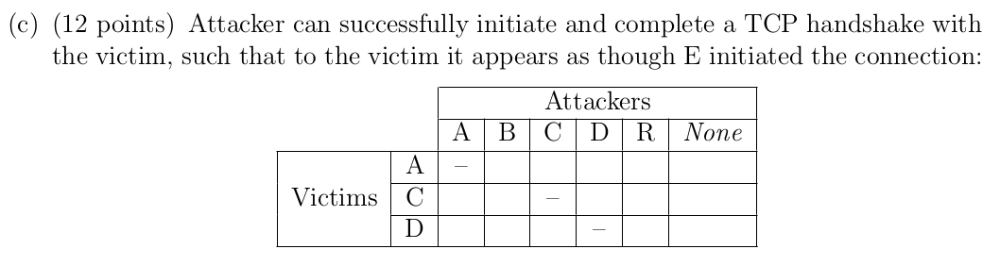 (c) (12 points) Attacker can successfully initiate and complete a TCP handshake with
the victim, such that to the victim it appears as though E initiated the connection:
Attackers
A B C D R None
Victims
A –
C –
D –